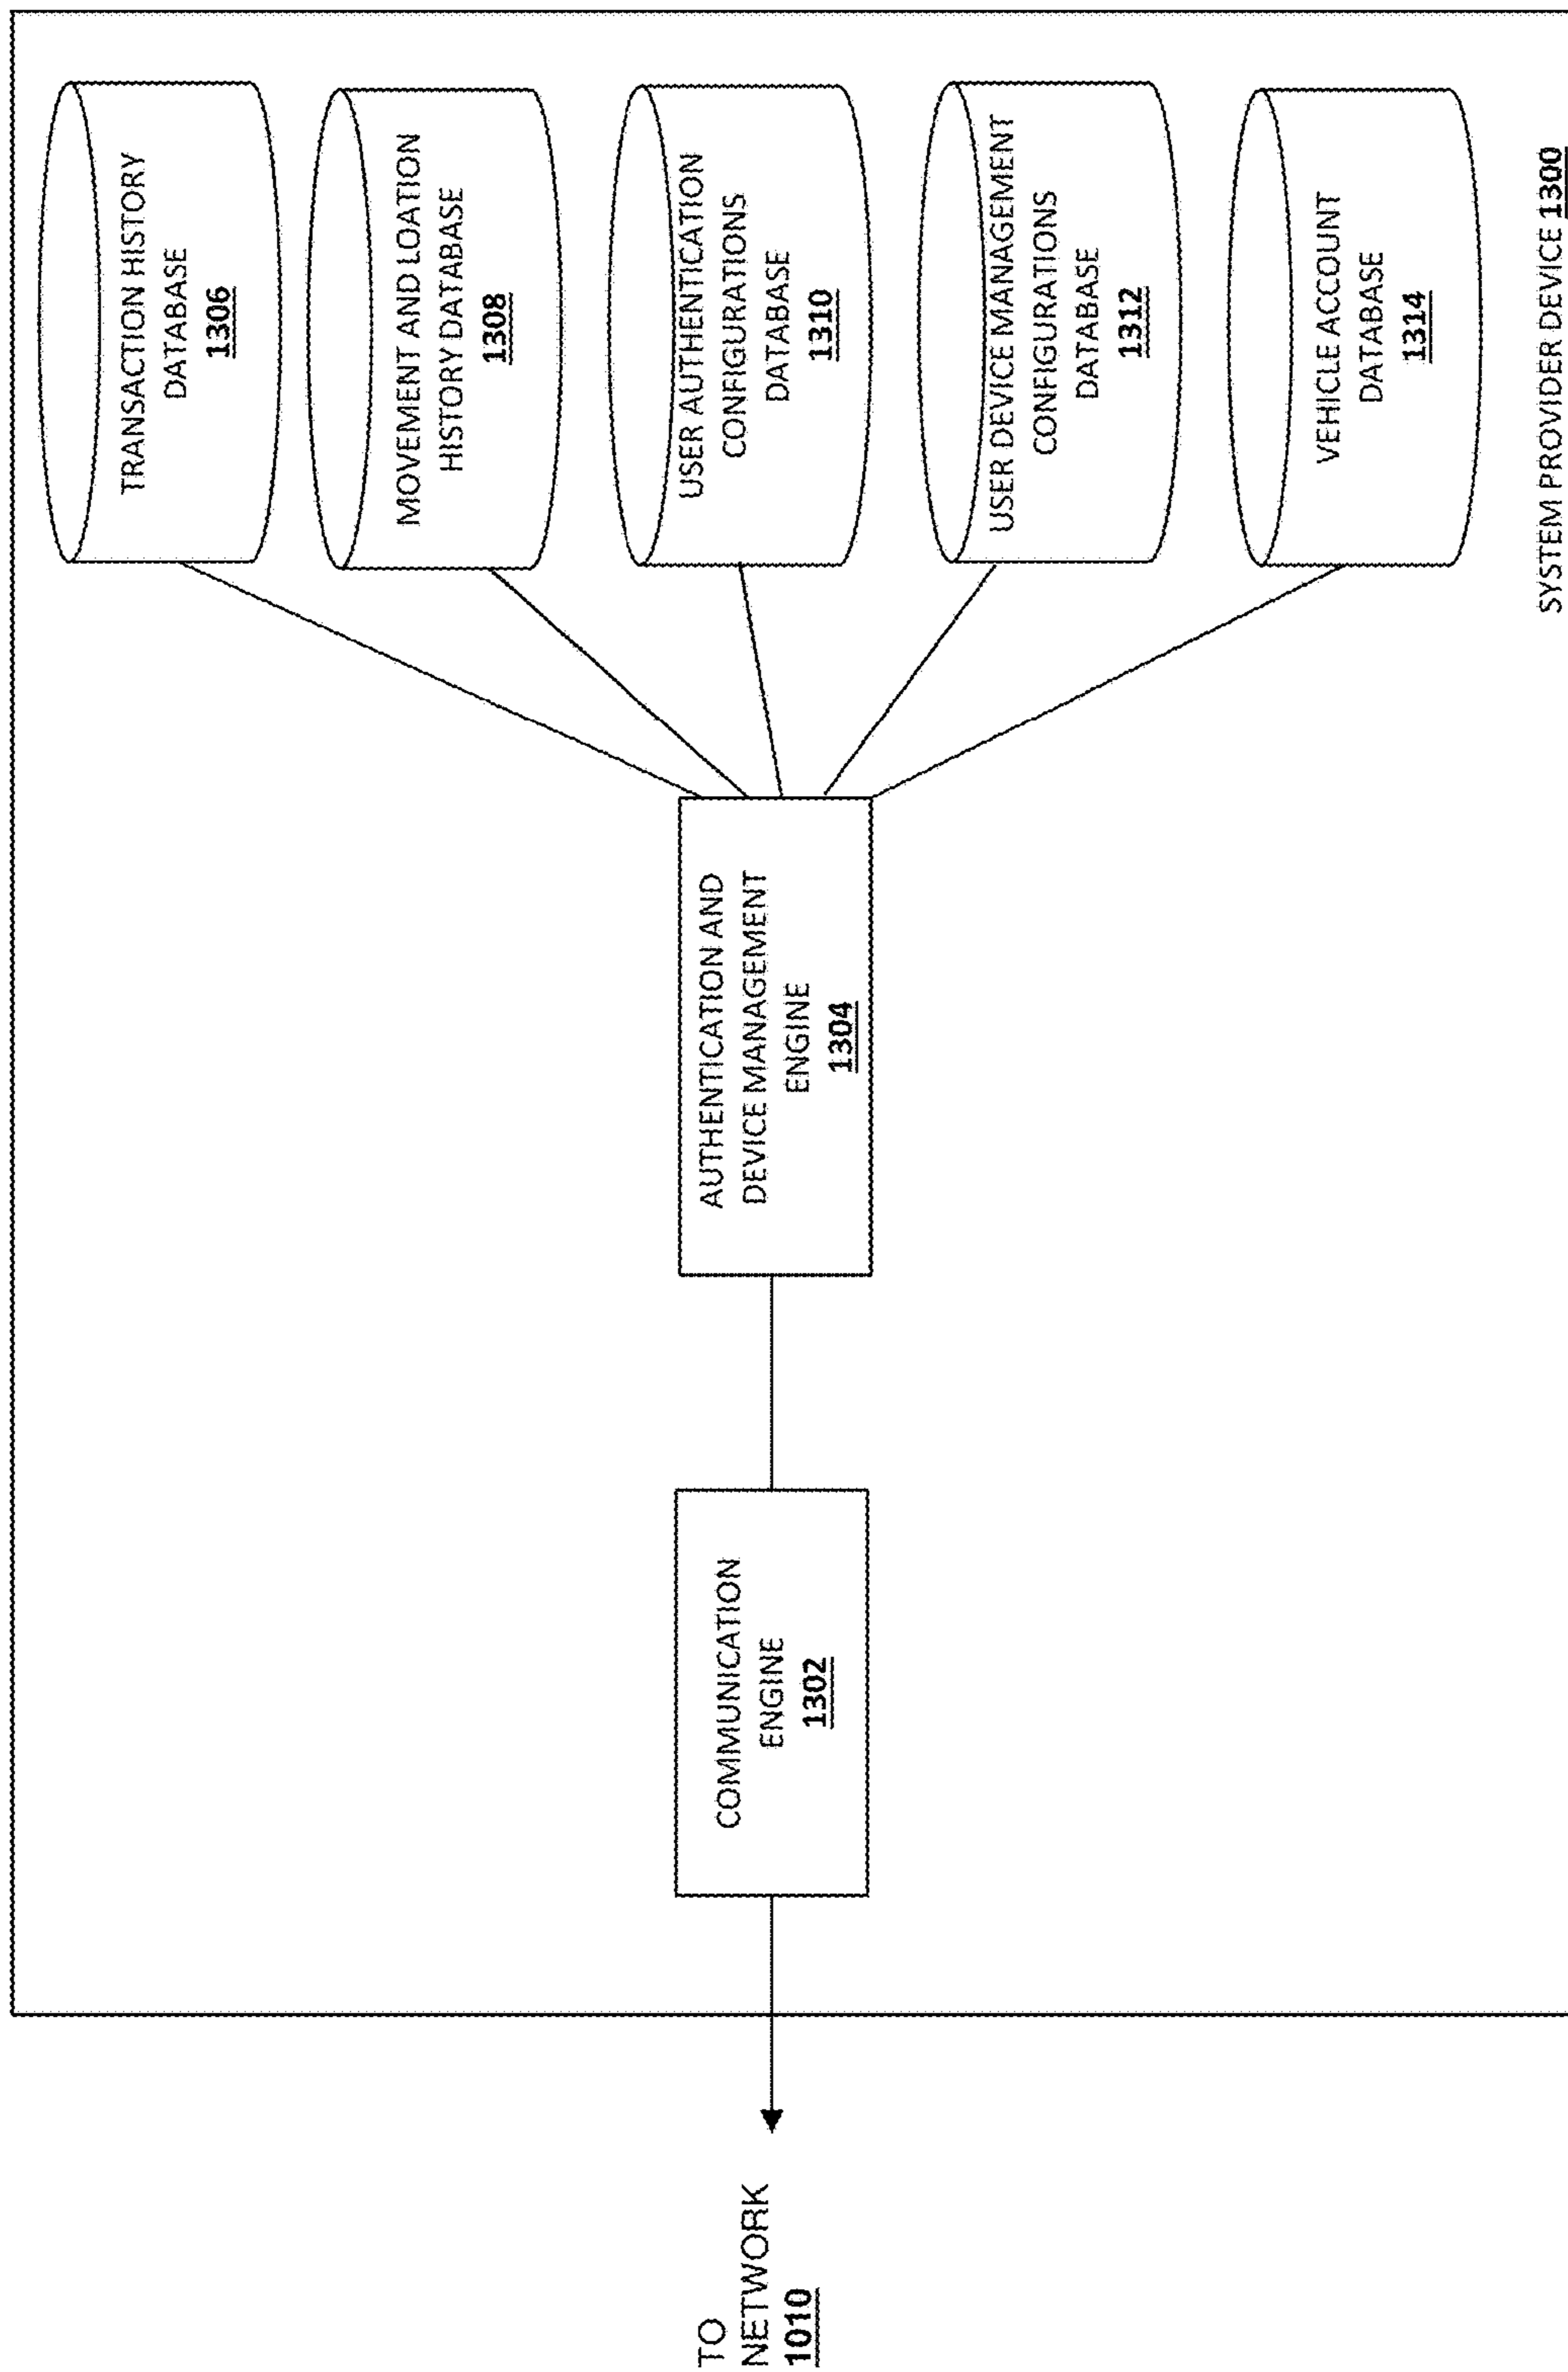 TO
NETWORK
1010
COMMUNICATION
ENGINE
1302
AUTHENTICATION AND
DEVICE MANAGEMENT
ENGINE
1304
TRANSACTION HISTORY
DATABASE
1306
MOVEMENT AND LOATION
HISTORY DATABASE
1308
USER AUTHENTICATION
CONFIGURATIONS
DATABASE
1310
USER DEVICE MANAGEMENT
CONFIGURATIONS
DATABASE
1312
VEHICLE ACCOUNT
DATABASE
1314
SYSTEM PROVIDER DEVICE 1300